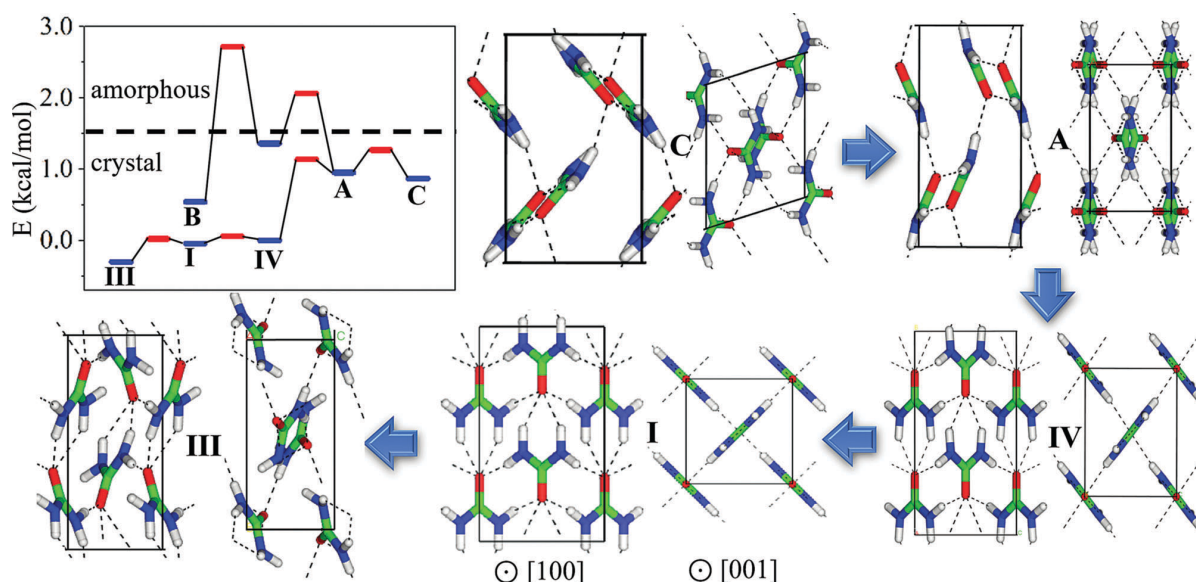 3.0
2.0
1.0
0.0
E (kcal/mol)
amorphous
crystal
B
A
C
III
I
IV
C
A
III
I
IV
⊙ [100]
⊙ [001]